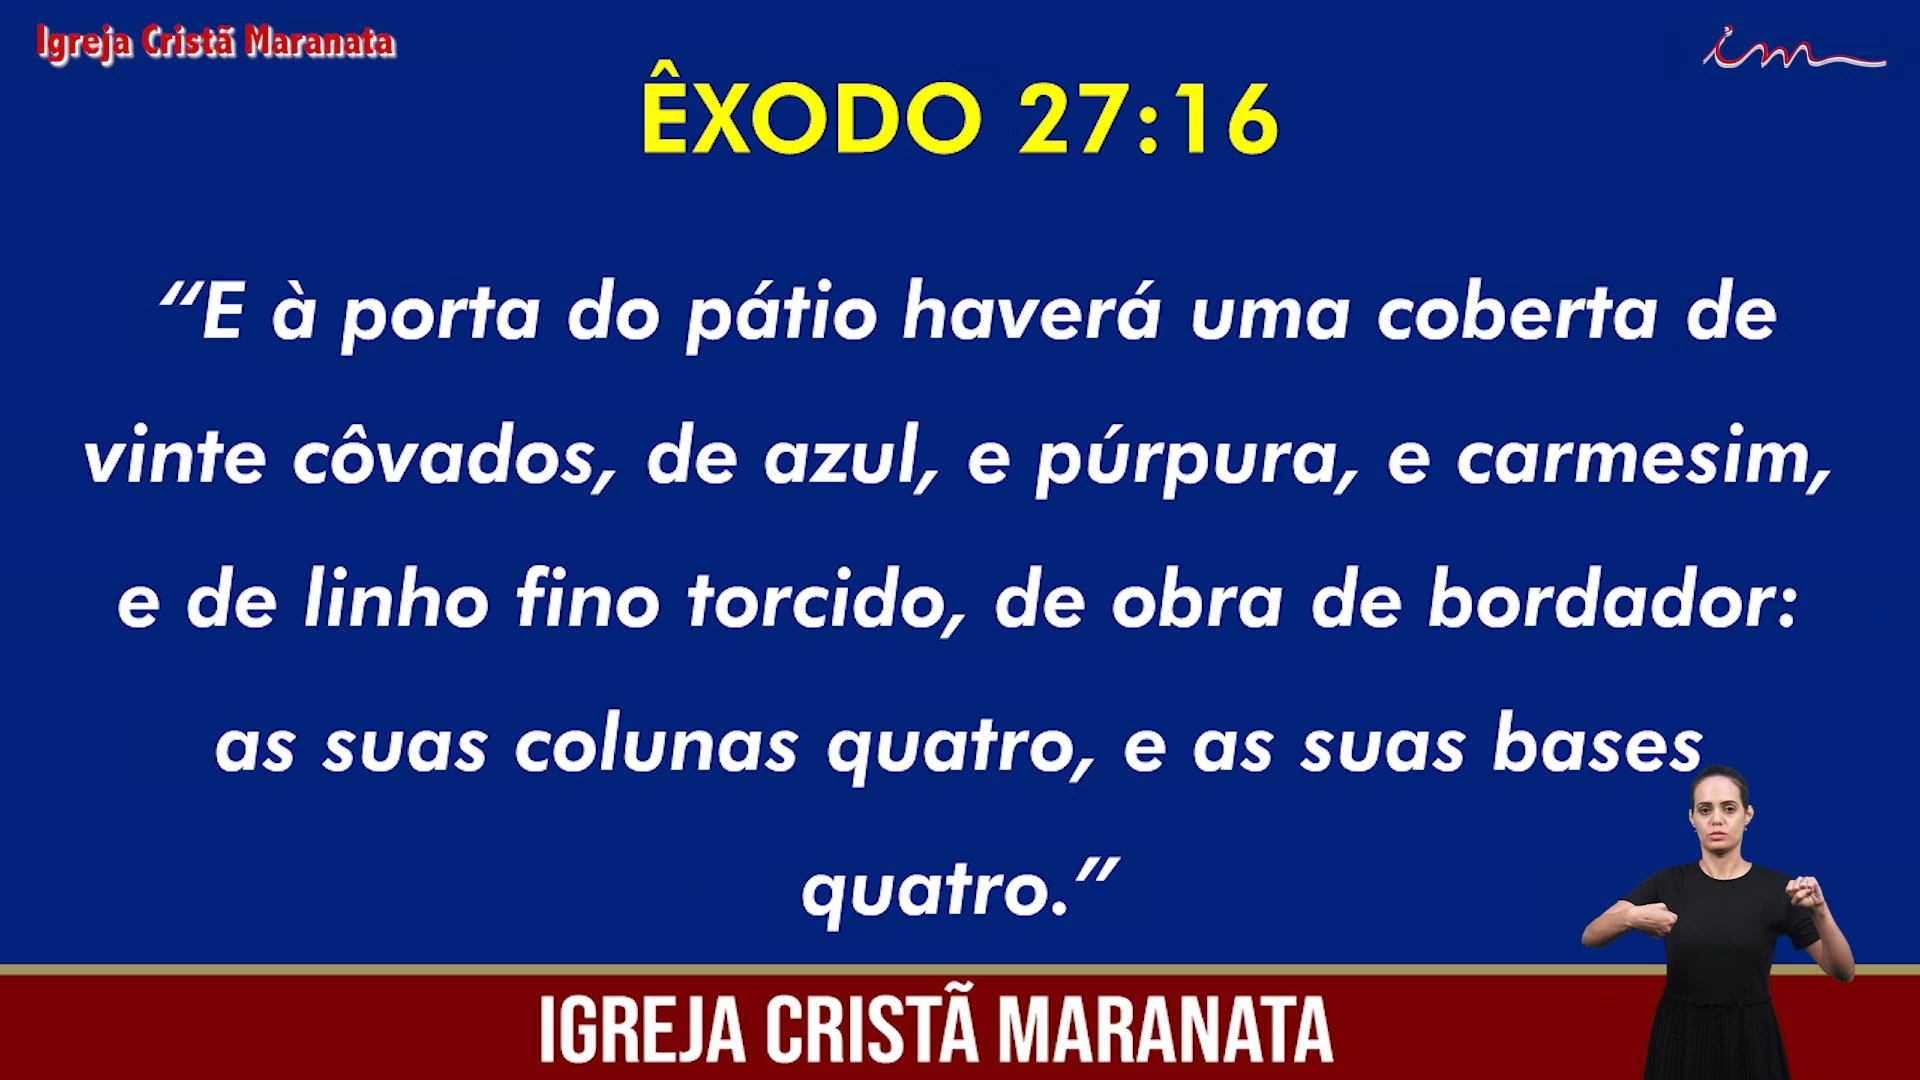 Igreja Cristã Maranata
im
ÊXODO 27:16
“E à porta do pátio haverá uma coberta de
vinte côvados, de azul, e púrpura, e carmesim,
e de linho fino torcido, de obra de bordador:
as suas colunas quatro, e as suas bases
quatro.”
IGREJA CRISTÃ MARANATA